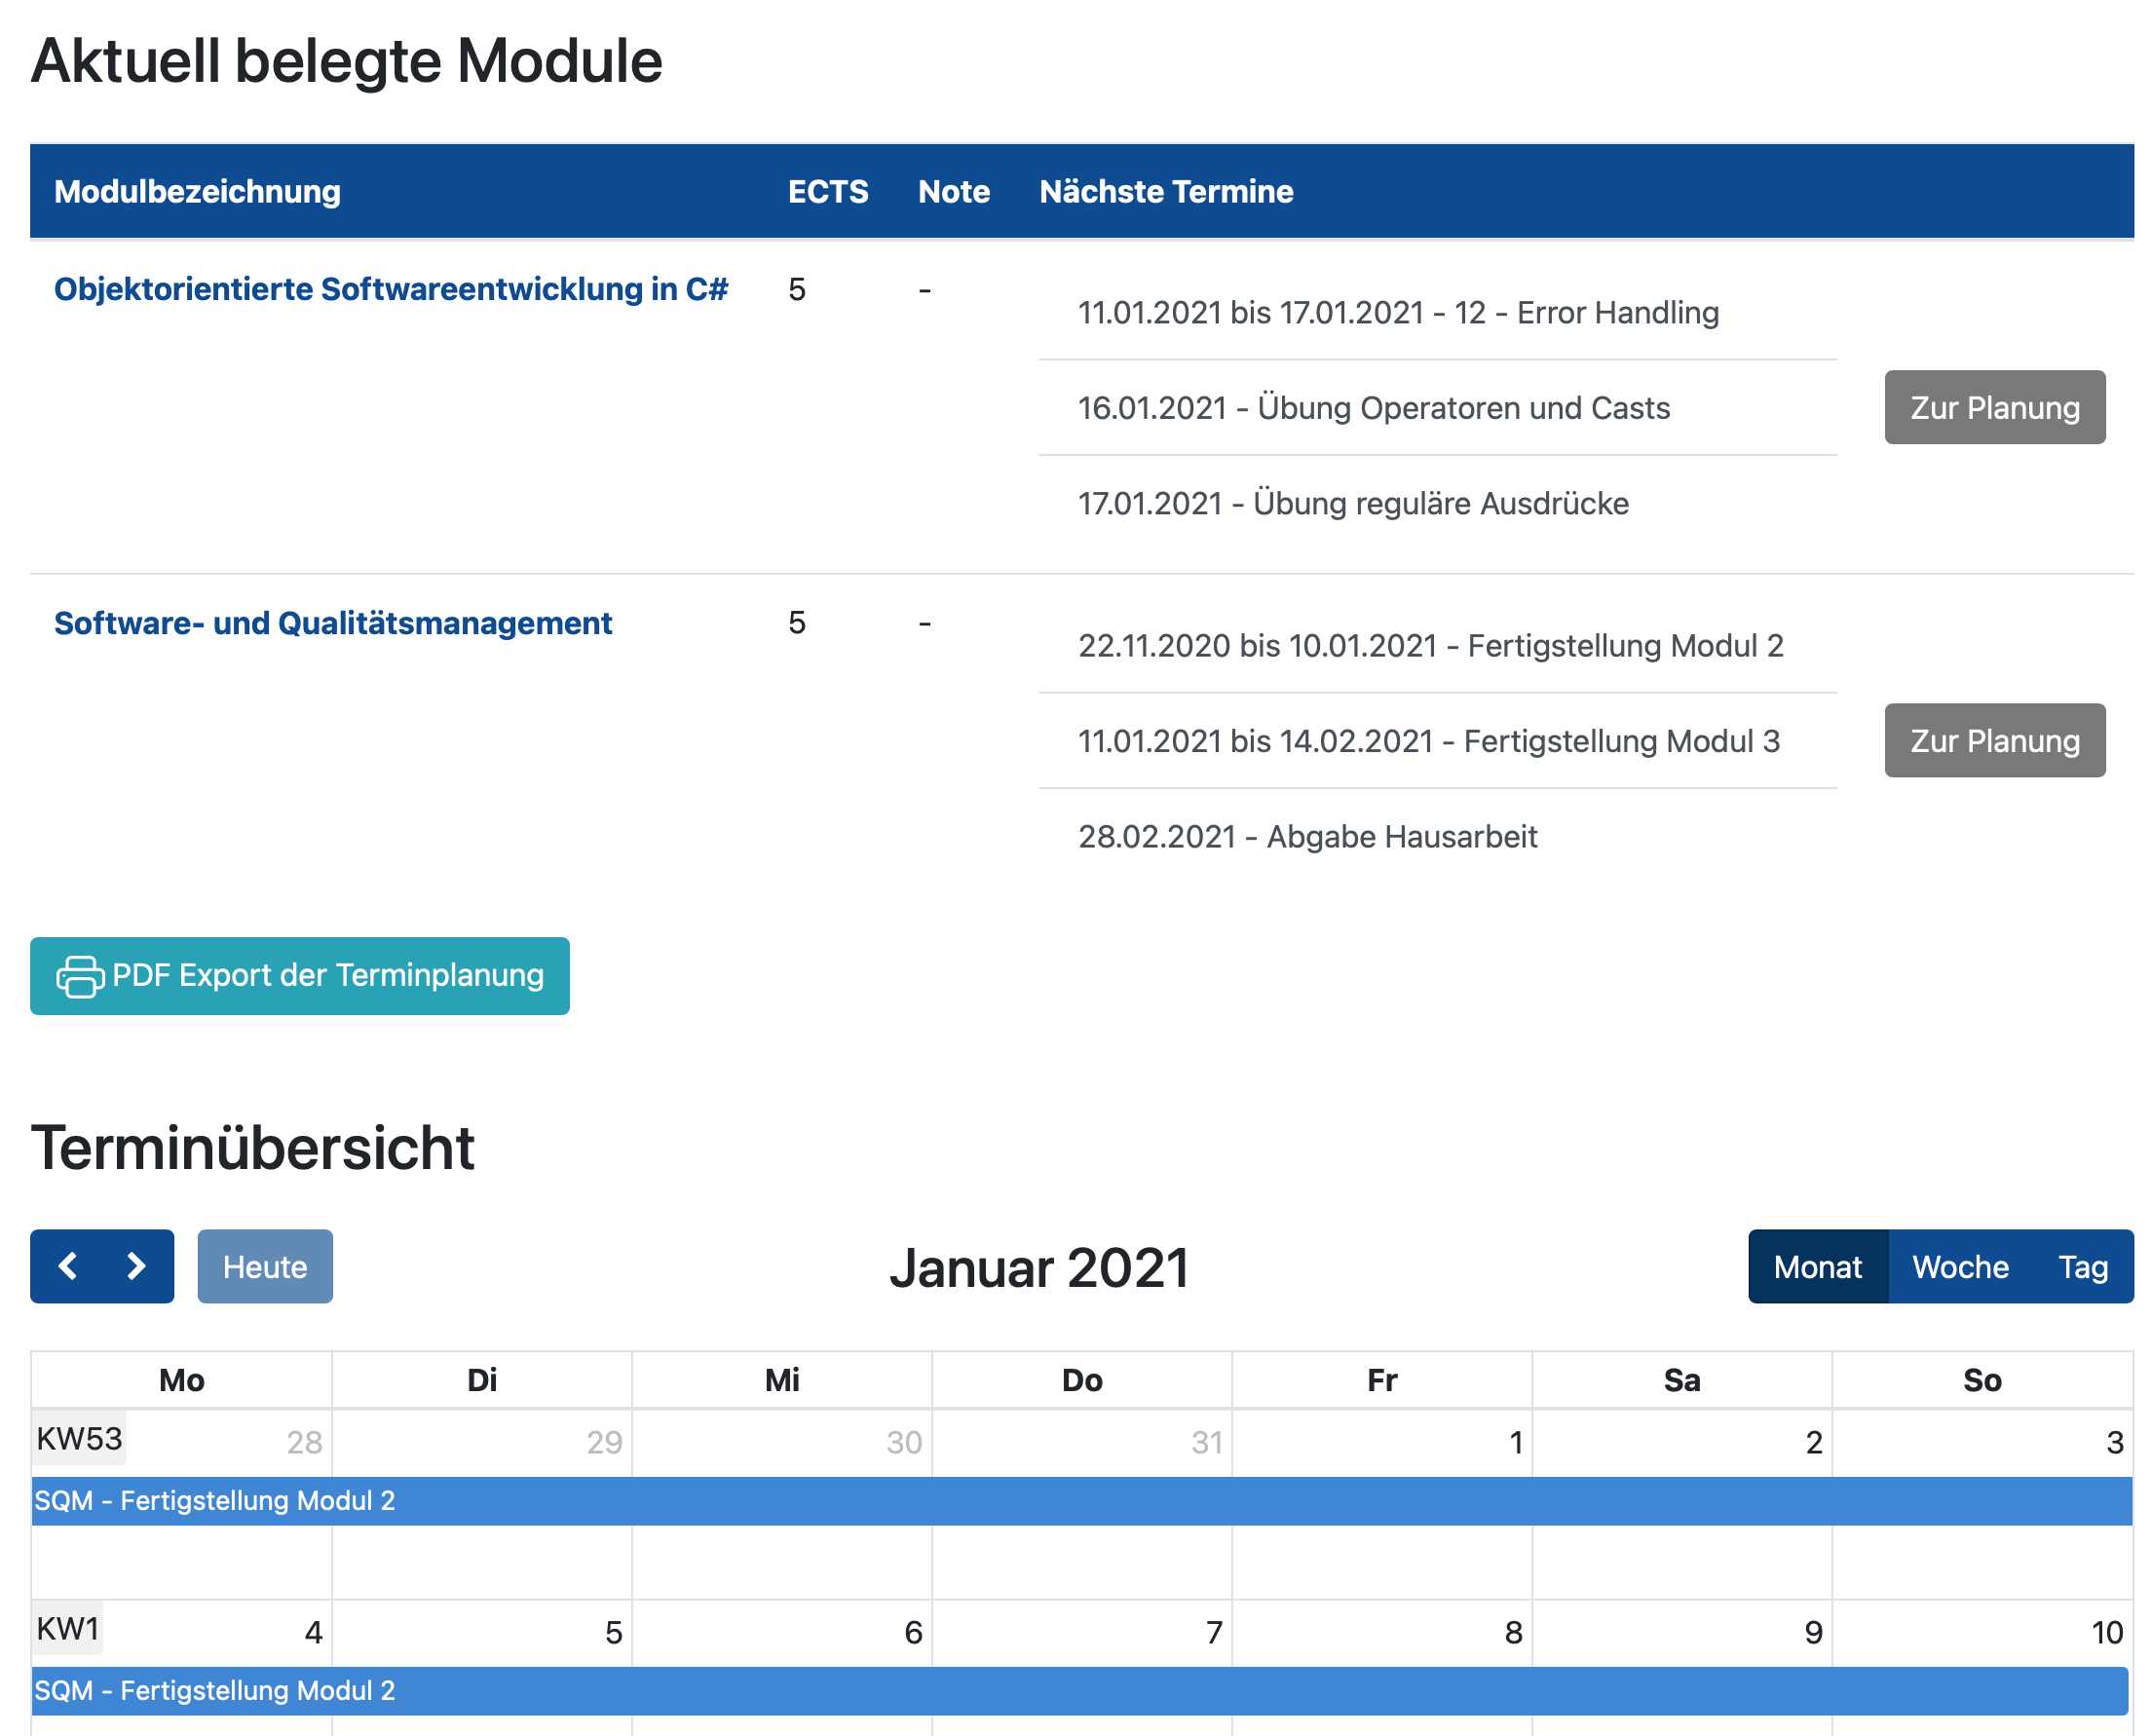 Aktuell belegte Module
Modulbezeichnung ECTS Note Nächste Termine
Objektorientierte Softwareentwicklung in C# 5 -
11.01.2021 bis 17.01.2021 - 12 - Error Handling
16.01.2021 - Übung Operatoren und Casts
Zur Planung
17.01.2021 - Übung reguläre Ausdrücke
Software- und Qualitätsmanagement 5 -
22.11.2020 bis 10.01.2021 - Fertigstellung Modul 2
11.01.2021 bis 14.02.2021 - Fertigstellung Modul 3
Zur Planung
28.02.2021 - Abgabe Hausarbeit
PDF Export der Terminplanung
Terminübersicht
Heute Januar 2021 Monat Woche Tag
Mo Di Mi Do Fr Sa So
KW53 28 29 30 31 1 2 3
SQM - Fertigstellung Modul 2
KW1 4 5 6 7 8 9 10
SQM - Fertigstellung Modul 2